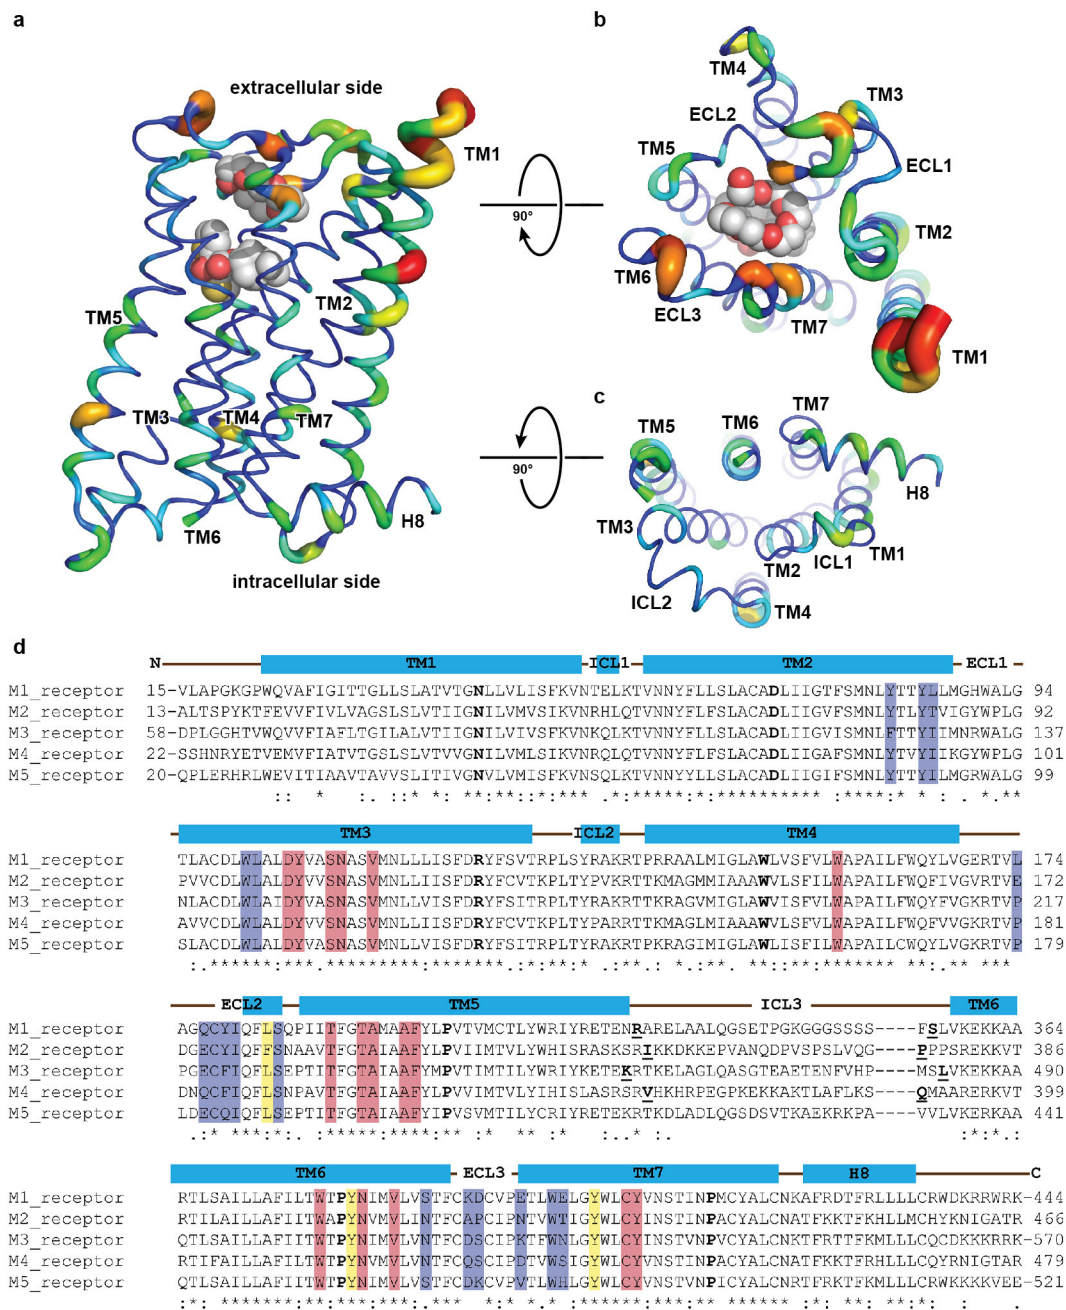 a
extracellular side
TM1
TM2
TM5
TM3
TM4
TM7
TM6
H8
intracellular side
90°
90°
b
TM4
TM3
ECL2
TM5
ECL1
TM2
TM6
ECL3
TM7
TM1
c
TM7
TM6
TM5
H8
TM3
TM1
TM2
ICL1
ICL2
TM4
d
N TM1 ICL1 TM2 ECL1
M1_receptor 15-VLAPGKGPWQVAFIGITTGLLSLATVTGNLLVLISFKVNTELKTVNNYFLLSLACADLIIGTFSMNLYTTYLLMGHWALG 94
M2_receptor 13-ALTSPYKTFEVVFIVLVAGSLSLVTIIGNILVMVSIKVNRHLQTVNNYFLFSLACADLIIGVFSMNLYTLYTVIGYWPLG 92
M3_receptor 58-DPLGGHTVWQVVFIAFLTGILALVTIIGNILVIVSFKVNKQLKTVNNYFLLSLACADLIIGVISMNLFTTYIIMNRWALG 137
M4_receptor 22-SSHNRYETVEMVFIATVTGSLSLVTVVGNILVMLSIKVNRQLQTVNNYFLFSLACADLIIGAFSMNLYTVYIIKGYWPLG 101
M5_receptor 20-QPLERHRLWEVITIAAVTAVVSLITIVGNVLVMISFKVNSQLKTVNNYYLLSLACADLIIGIFSMNLYTTYILMGRWALG 99
TM3 ICL2 TM4
M1_receptor TLACDLWLALDYVASNASVMNLLLISFDRYFSVTRPLSYRAKRTPRRAALMIGLAWLVSFVLWAPAILFWQYLVGERTVL 174
M2_receptor PVVCDLWLALDYVVSNASVMNLLIISFDRYFCVTKPLTYPVKRTTKMAGMMIAAAWVLSFILWAPAILFWQFIVGVRTVE 172
M3_receptor NLACDLWLAIDYVASNASVMNLLVISFDRYFSITRPLTYRAKRTTKRAGVMIGLAWVISFVLWAPAILFWQYFVGKRTVP 217
M4_receptor AVVCDLWLALDYVVSNASVMNLLIISFDRYFCVTKPLTYPARRTTKMAGLMIAAAWVLSFVLWAPAILFWQFVVGKRTVP 181
M5_receptor SLACDLWLALDYVASNASVMNLLVISFDRYFSITRPLTYRAKRTPKRAGIMIGLAWLISFILWAPAILCWQYLVGKRTVP 179
ECL2 TM5 ICL3 TM6
M1_receptor AGQCYIQFLSQPIITFGTAMAAFYLPVTVMCTLYWRIYRETENRARELAALQGSETPGKGGGSSSS----FSLVKEKKAA 364
M2_receptor DGECYIQFFSNAAVTFGTAIAAFYLPVIIMTVLYWHISRASKSRIKKDKKEPVANQDPVSPSLVQG----PPPSREKKVT 386
M3_receptor PGECFIQFLSEPTITFGTAIAAFYMPVTIMTILYWRIYKETEKRTKELAGLQASGTEAETENFVHP----MSLVKEKKAA 490
M4_receptor DNQCFIQFLSNPAVTFGTAIAAFYLPVVIMTVLYIHISLASRSRVHKHRPEGPKEKKAKTLAFLKS----QMAARERKVT 399
M5_receptor LDECQIQFLSEPTITFGTAIAAFYIPVSVMTILYCRIYRETEKRTKDLADLQGSDSVTKAEKRKPA----VVLVKERKAA 441
TM6 ECL3 TM7 H8 C
M1_receptor RTLSAILLAFILTWTPYNIMVLVSTFCKDCVPETLWELGYWLCYVNSTINPMCYALCNKAFRDTFRLLLLCRWDKRRWRK-444
M2_receptor RTILAILLAFIITWAPYNVMVLINTFCAPCIPNTVWTIGYWLCYINSTINPACYALCNATFKKTFKHLLMCHYKNIGATR 466
M3_receptor QTLSAILLAFIITWTPYNIMVLVNTFCDSCIPKTFWNLGYWLCYINSTVNPVCYALCNKTFRTTFKMLLLCQCDKKKRRK-570
M4_receptor RTIFAILLAFILTWTPYNVMVLVNTFCQSCIPDTVWSIGYWLCYVNSTINPACYALCNATFKKTFRHLLLCQYRNIGTAR 479
M5_receptor QTLSAILLAFIITWTPYNIMVLVSTFCDKCVPVTLWHLGYWLCYVNSTVNPICYALCNRTFRKTFKMLLLCRWKKKKVEE-521